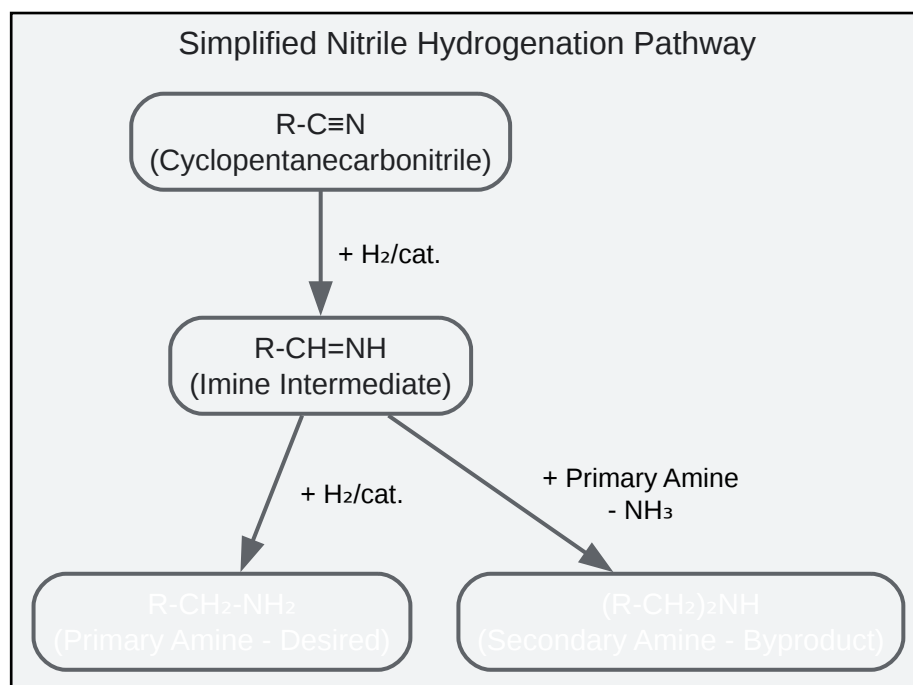 Simplified Nitrile Hydrogenation Pathway
R-C≡N
(Cyclopentanecarbonitrile)
+ H₂/cat.
R-CH=NH
(Imine Intermediate)
+ H₂/cat.
+ Primary Amine
- NH₃
R-CH₂-NH₂
(Primary Amine - Desired)
(R-CH₂)₂NH
(Secondary Amine - Byproduct)